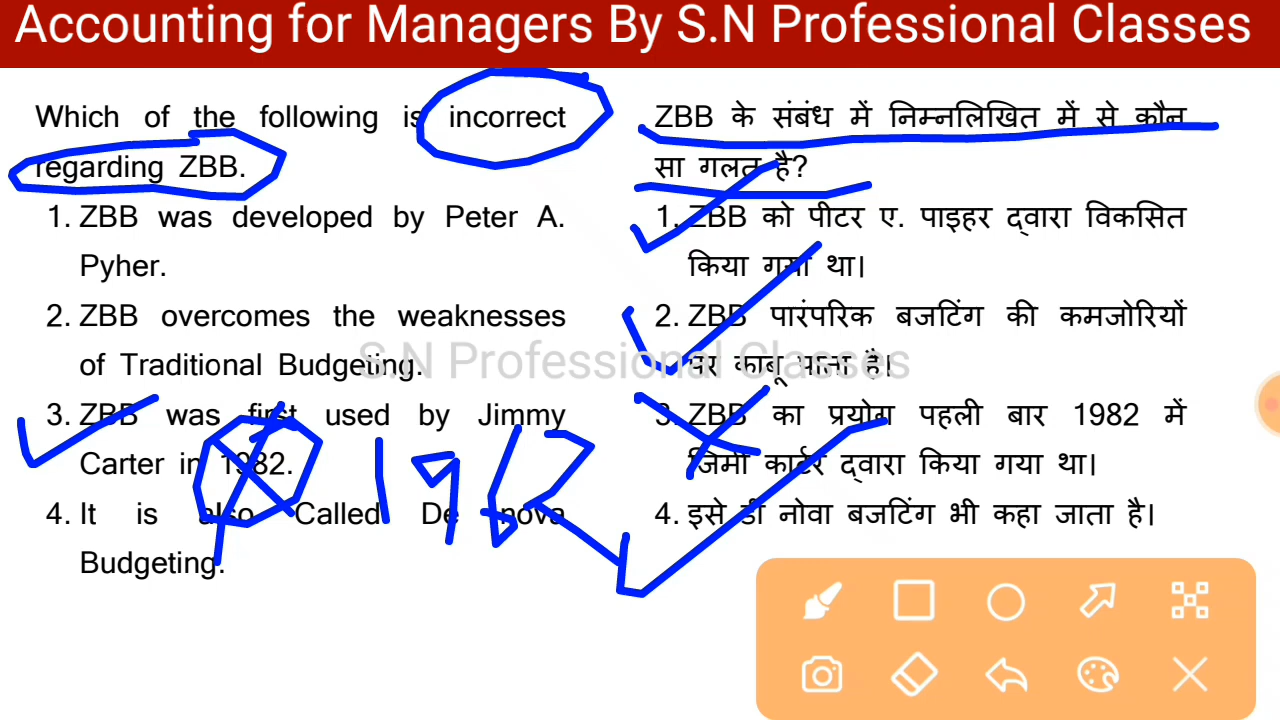 Accounting for Managers By S.N Professional Classes
Which of the following is incorrect
regarding ZBB.
1. ZBB was developed by Peter A.
Pyher.
2. ZBB overcomes the weaknesses
of Traditional Budgeting.
3. ZBB was first used by Jimmy
Carter in 1982.
4. It is also Called De nova
Budgeting.
ZBB के संबंध में निम्नलिखित में से कौन
सा गलत है?
1. ZBB को पीटर ए. पाइहर द्वारा विकसित
किया गया था।
2. ZBB पारंपरिक बजटिंग की कमजोरियों
पर काबू पाता है।
3. ZBB का प्रयोग पहली बार 1982 में
जिमी कार्टर द्वारा किया गया था।
4. इसे डी नोवा बजटिंग भी कहा जाता है।
S.N Professional Classes